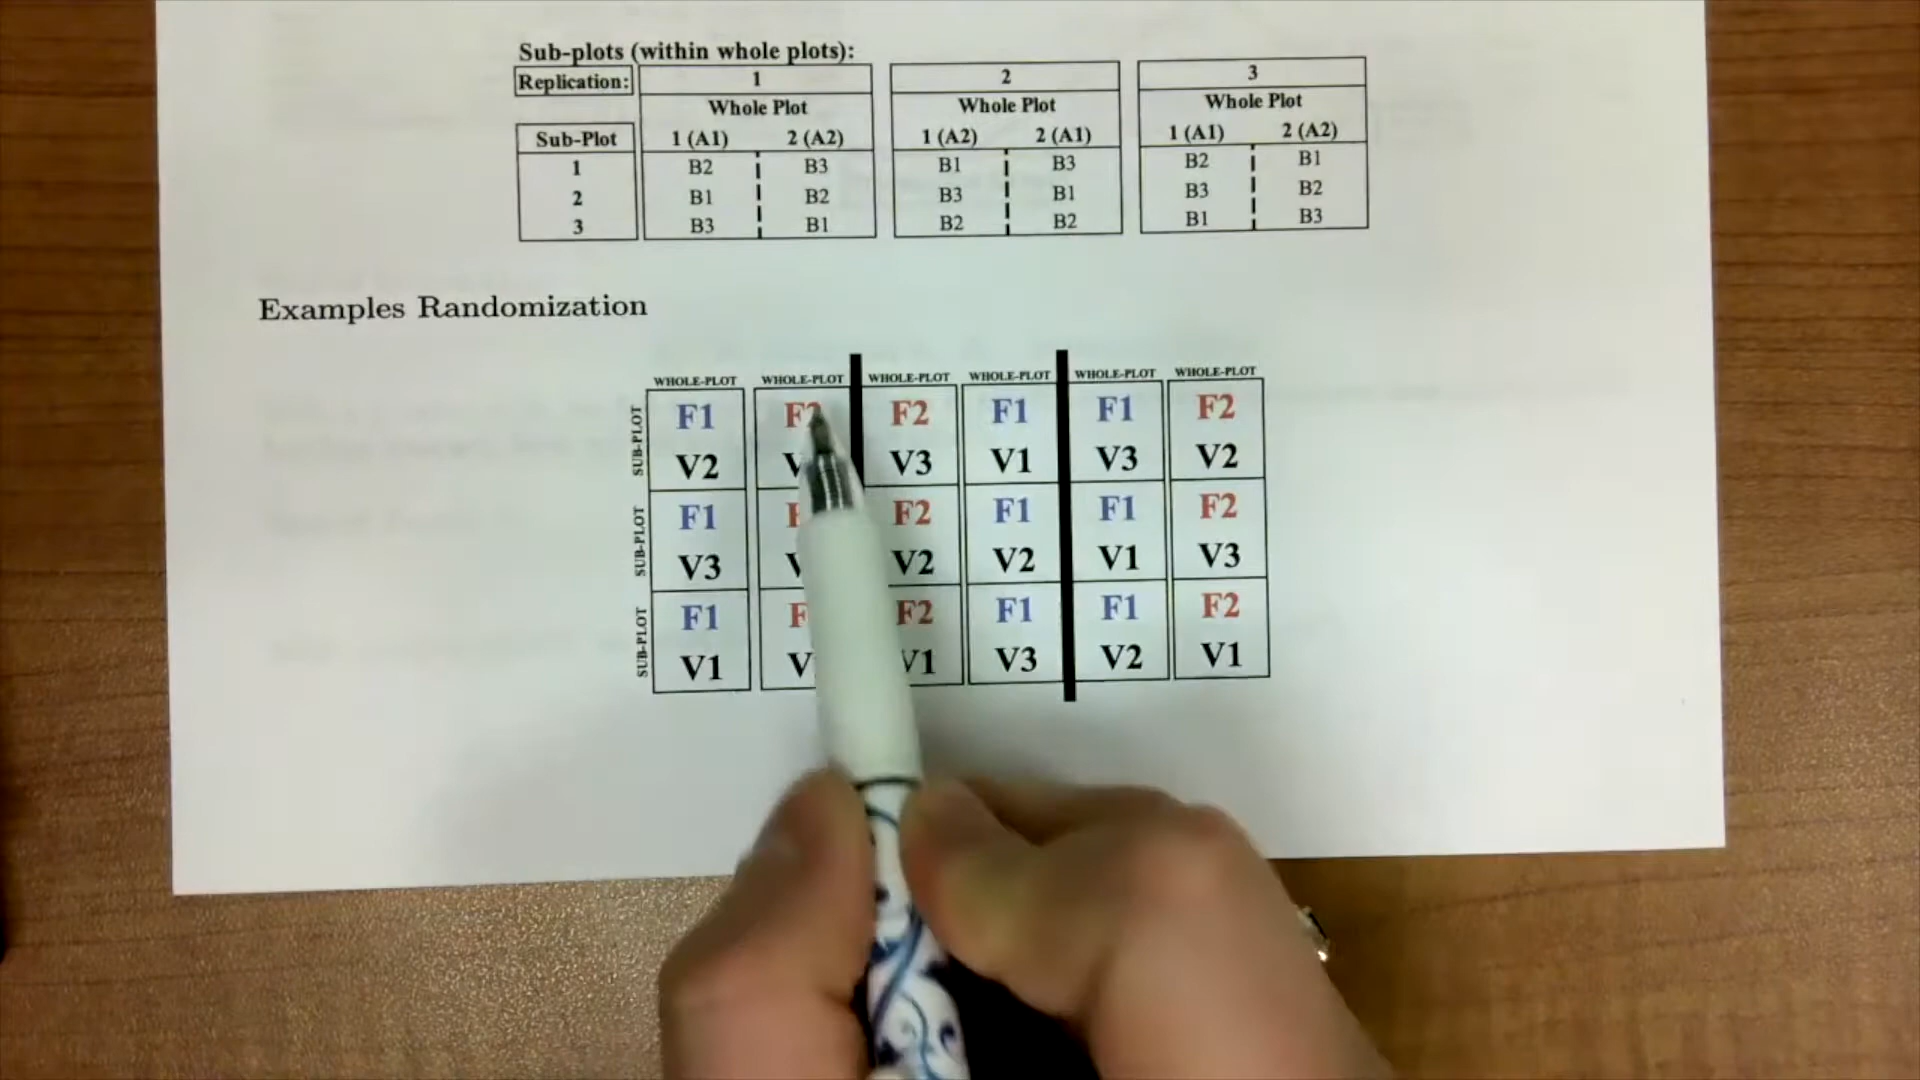 Sub-plots (within whole plots):
Replication: 1 2 3
Whole Plot Whole Plot Whole Plot
Sub-Plot 1 (A1) 2 (A2) 1 (A2) 2 (A1) 1 (A1) 2 (A2)
1 B2 B3 B1 B3 B2 B1
2 B1 B2 B3 B1 B3 B2
3 B3 B1 B2 B2 B1 B3
Examples Randomization
WHOLE-PLOT WHOLE-PLOT WHOLE-PLOT WHOLE-PLOT WHOLE-PLOT WHOLE-PLOT
SUB-PLOT F1 F2 F2 F1 F1 F2
V2 V3 V1 V3 V2
SUB-PLOT F1 F2 F1 F1 F2
V3 V2 V2 V1 V3
SUB-PLOT F1 F2 F1 F1 F2
V1 V1 V3 V2 V1